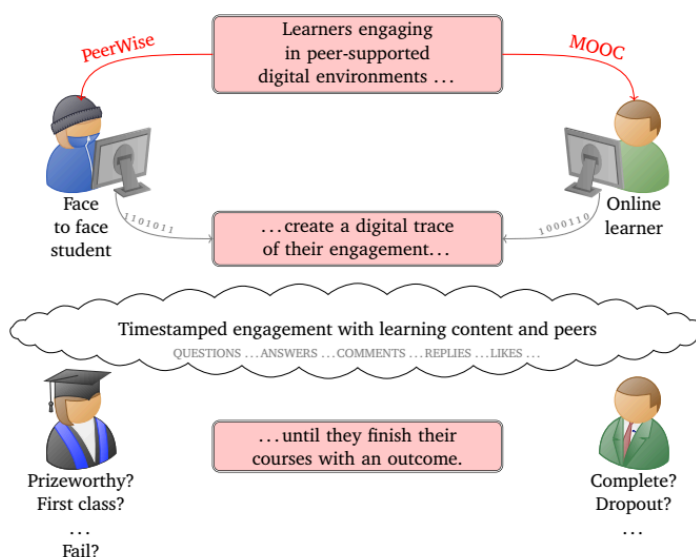 PeerWise
Learners engaging
in peer-supported
digital environments ...
MOOC
Face
to face
student
1101011
...create a digital trace
of their engagement...
1000110
Online
learner
Timestamped engagement with learning content and peers
QUESTIONS ...ANSWERS ...COMMENTS ...REPLIES ...LIKES ...
...until they finish their
courses with an outcome.
Prizeworthy?
First class?
...
Fail?
Complete?
Dropout?
...